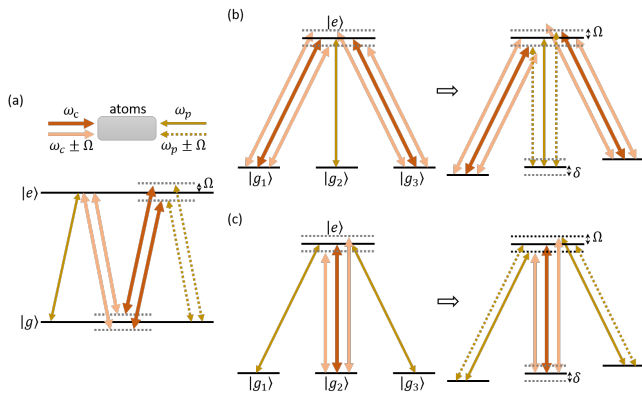 (a)
ω_c
atoms
ω_p
ω_c ± Ω
ω_p ± Ω
|e⟩
Ω
|g⟩
(b)
|e⟩
|g₁⟩
|g₂⟩
|g₃⟩
⇨
Ω
δ
(c)
|e⟩
|g₁⟩
|g₂⟩
|g₃⟩
⇨
Ω
δ